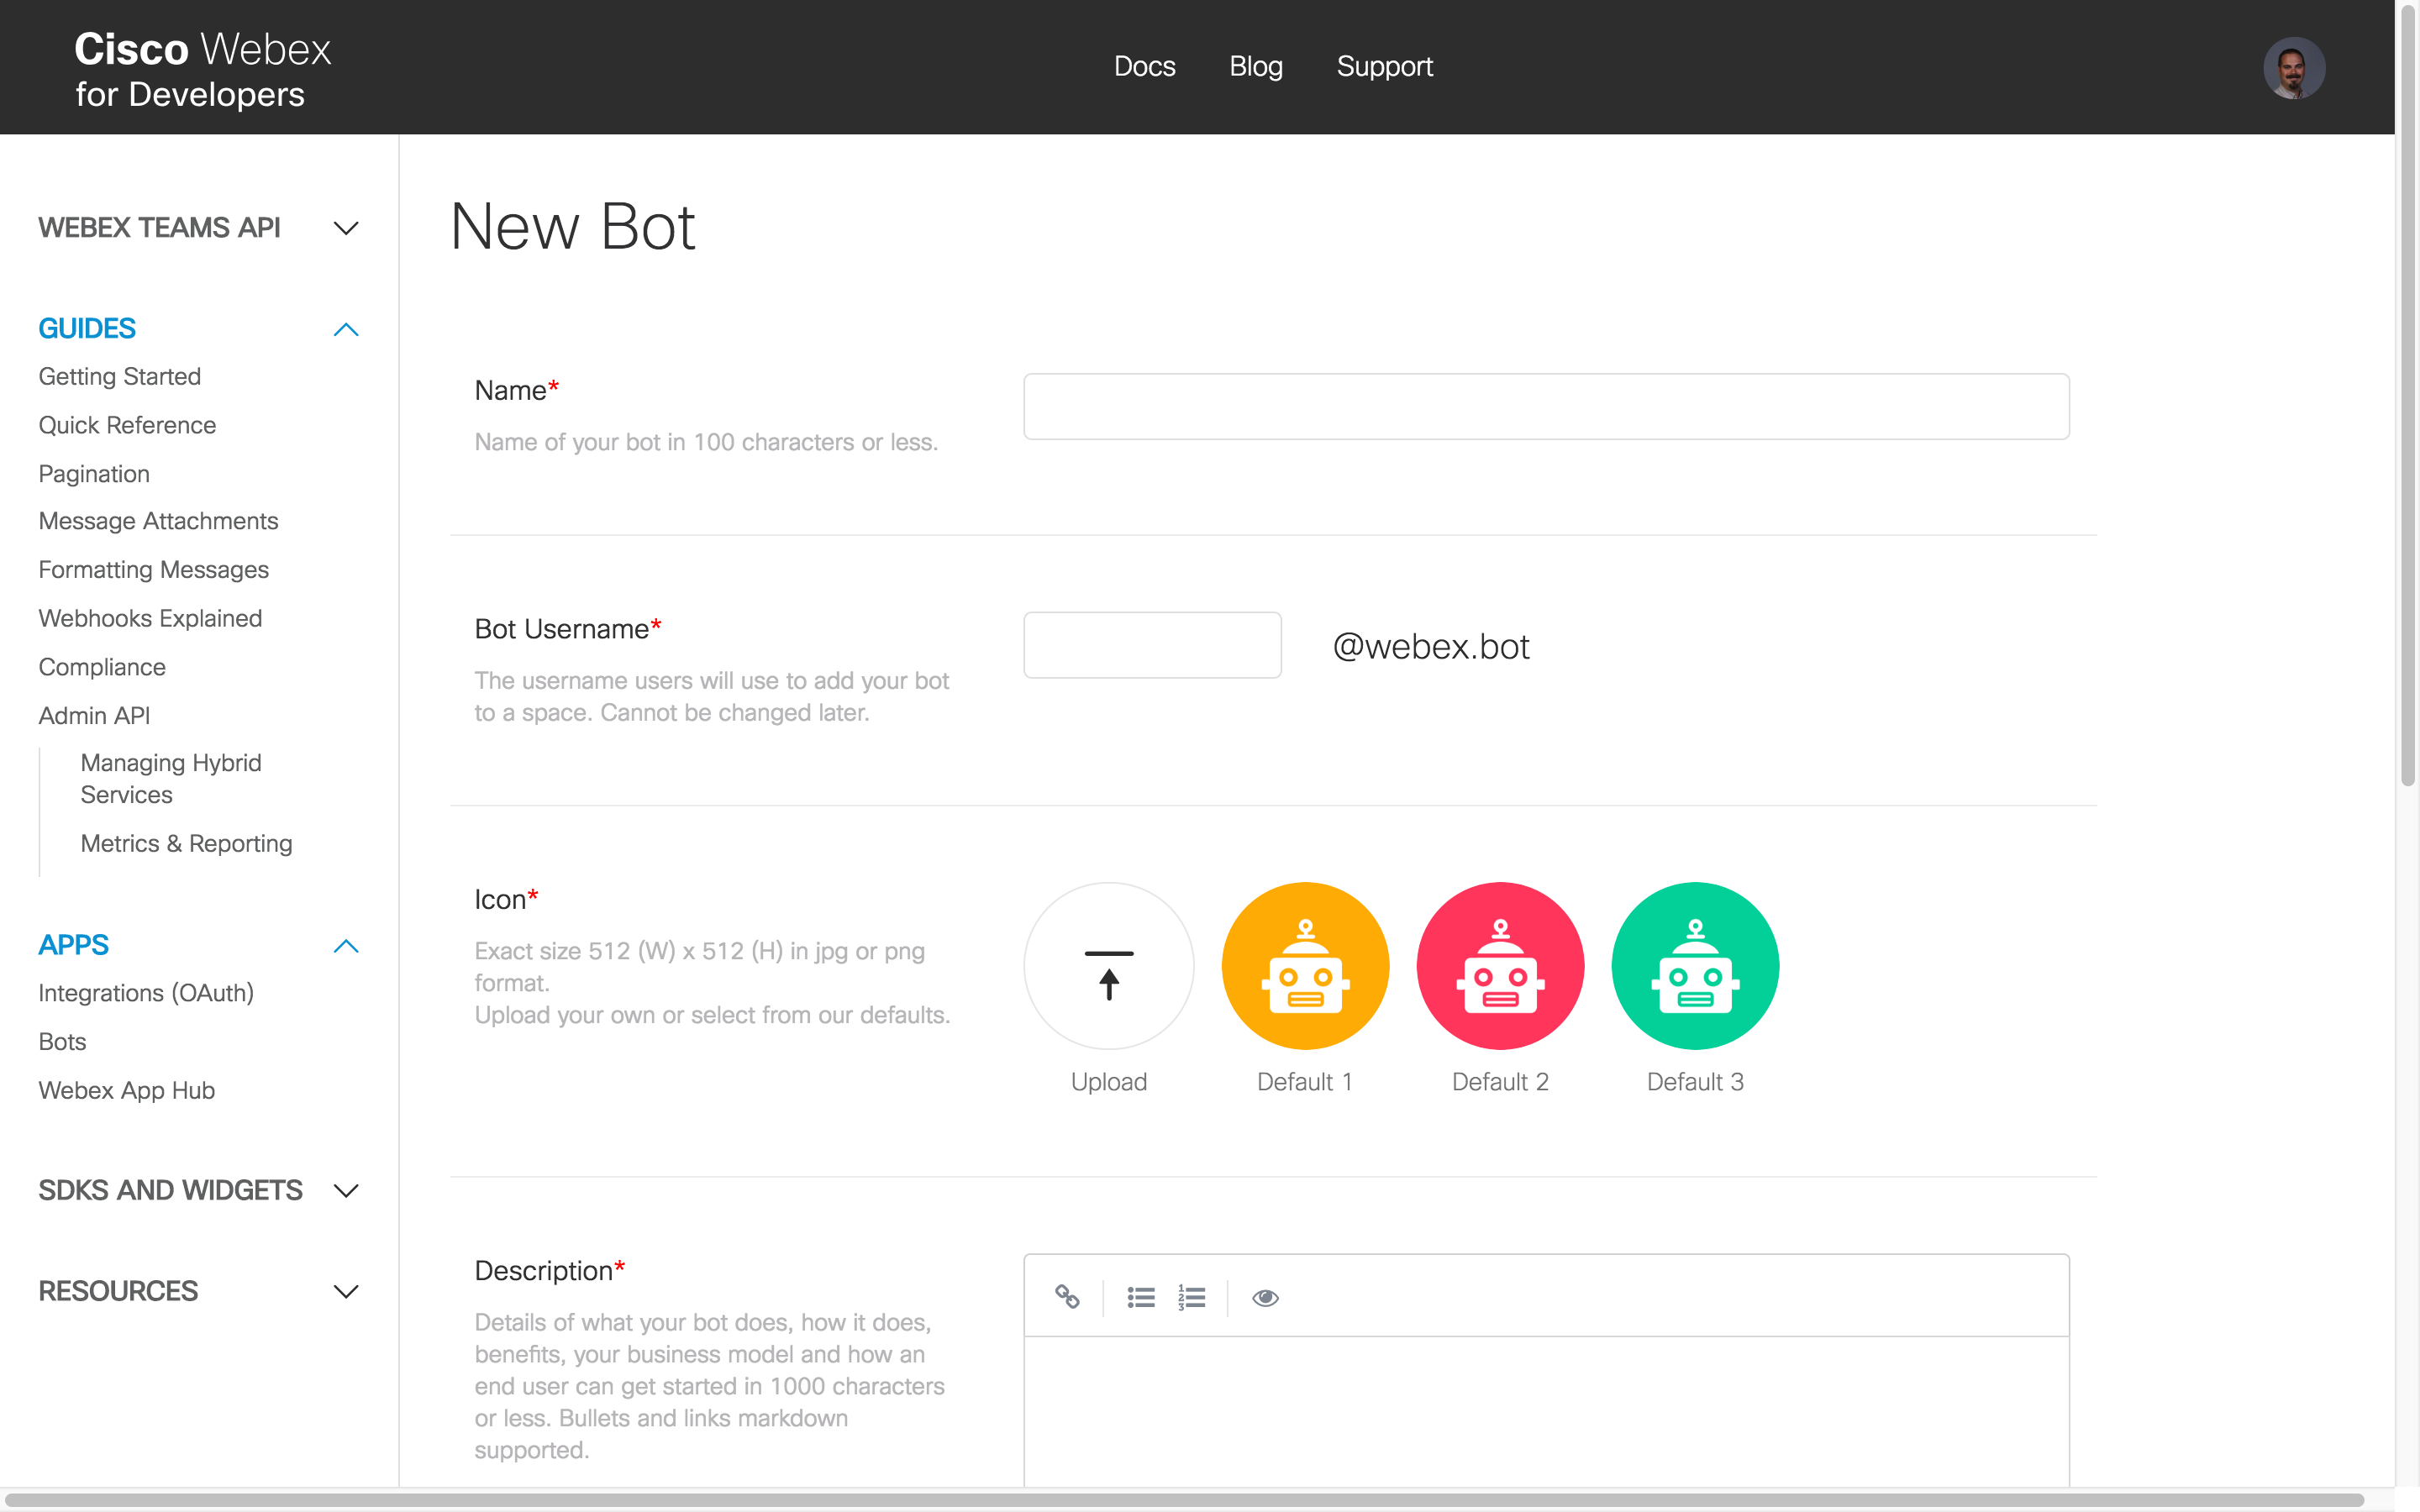 Cisco Webex
for Developers
Docs
Blog
Support
WEBEX TEAMS API
GUIDES
Getting Started
Quick Reference
Pagination
Message Attachments
Formatting Messages
Webhooks Explained
Compliance
Admin API
Managing Hybrid
Services
Metrics & Reporting
APPS
Integrations (OAuth)
Bots
Webex App Hub
SDKS AND WIDGETS
RESOURCES
New Bot
Name*
Name of your bot in 100 characters or less.
Bot Username*
The username users will use to add your bot
to a space. Cannot be changed later.
@webex.bot
Icon*
Exact size 512 (W) x 512 (H) in jpg or png
format.
Upload your own or select from our defaults.
Upload
Default 1
Default 2
Default 3
Description*
Details of what your bot does, how it does,
benefits, your business model and how an
end user can get started in 1000 characters
or less. Bullets and links markdown
supported.